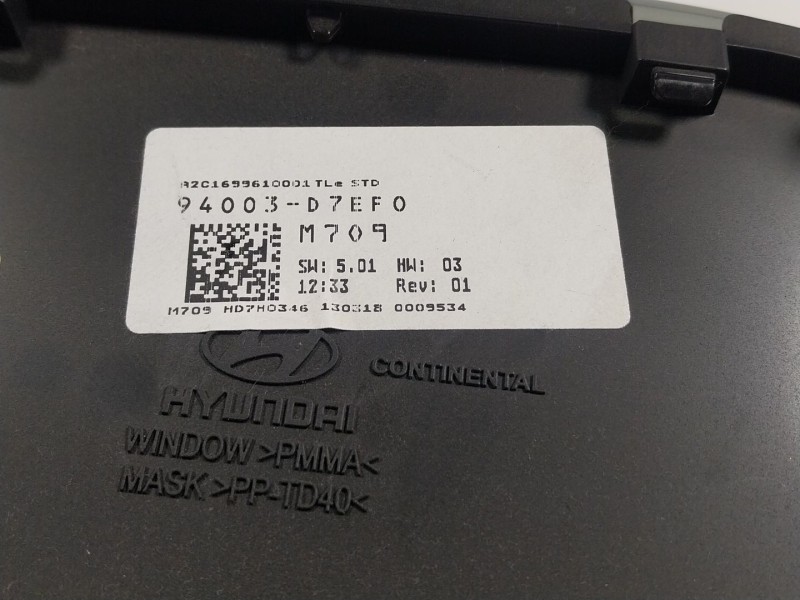 A2C1699610001 TLe STD
94003-D7EF0
M709
SW: 5.01 HW: 03
12:33 Rev: 01
M709 HD7H0346 130318 0009534
CONTINENTAL
HYUNDAI
WINDOW >PMMA<
MASK >PP-TD40<